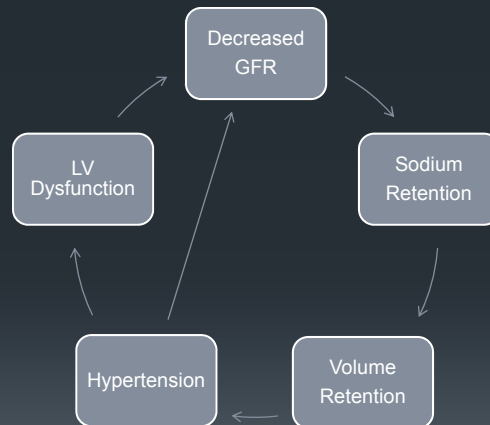 Decreased
GFR
Sodium
Retention
Volume
Retention
Hypertension
LV
Dysfunction